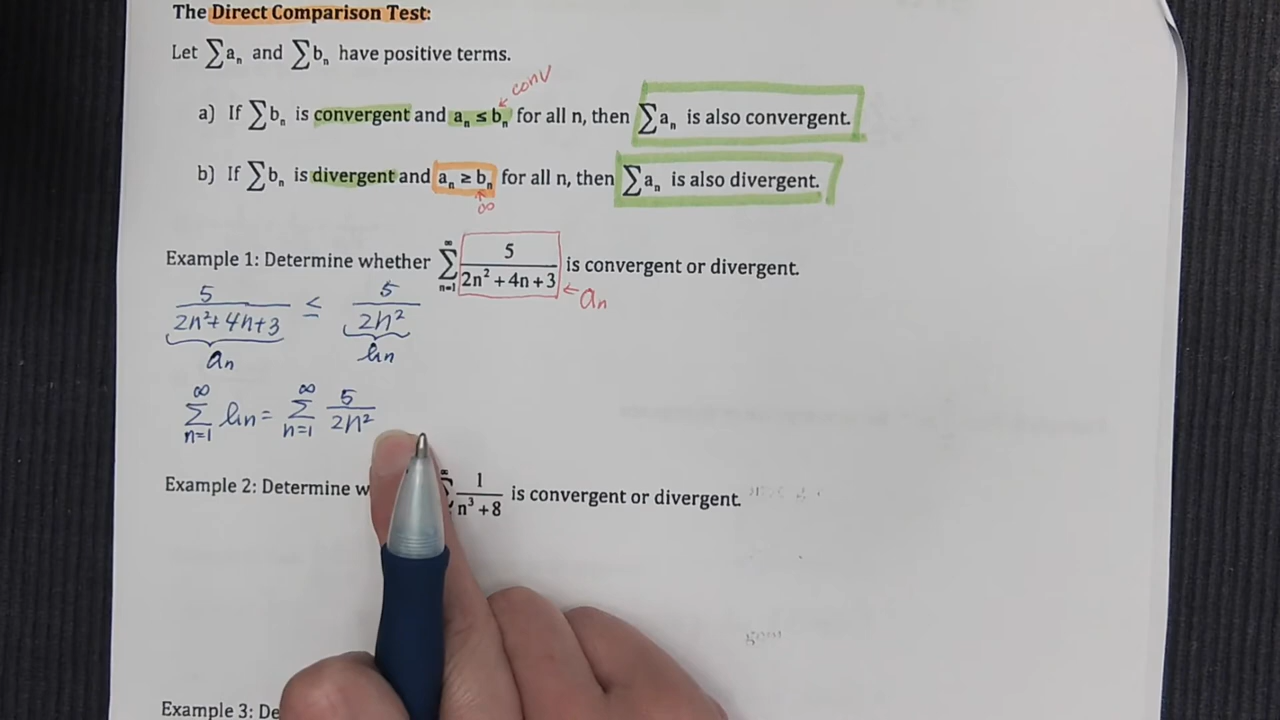 The Direct Comparison Test:
Let ∑aₙ and ∑bₙ have positive terms.
conv
a) If ∑bₙ is convergent and aₙ ≤ bₙ for all n, then ∑aₙ is also convergent.
b) If ∑bₙ is divergent and aₙ ≥ bₙ for all n, then ∑aₙ is also divergent.
∞
Example 1: Determine whether ∑_{n=1}^{∞} 5/(2n² + 4n + 3) is convergent or divergent.
← aₙ
5/(2n²+4n+3) ≤ 5/(2n²)
aₙ bₙ
∑_{n=1}^{∞} bₙ = ∑_{n=1}^{∞} 5/(2n²)
Example 2: Determine 1/(n³ + 8) is convergent or divergent.
Example 3: